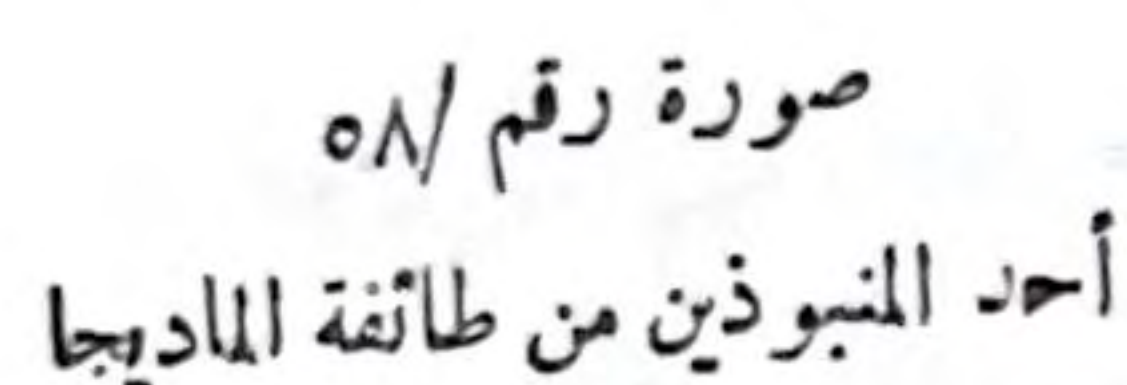 صورة رقم /٥٨
أحد المنبوذين من طائفة الماديجا